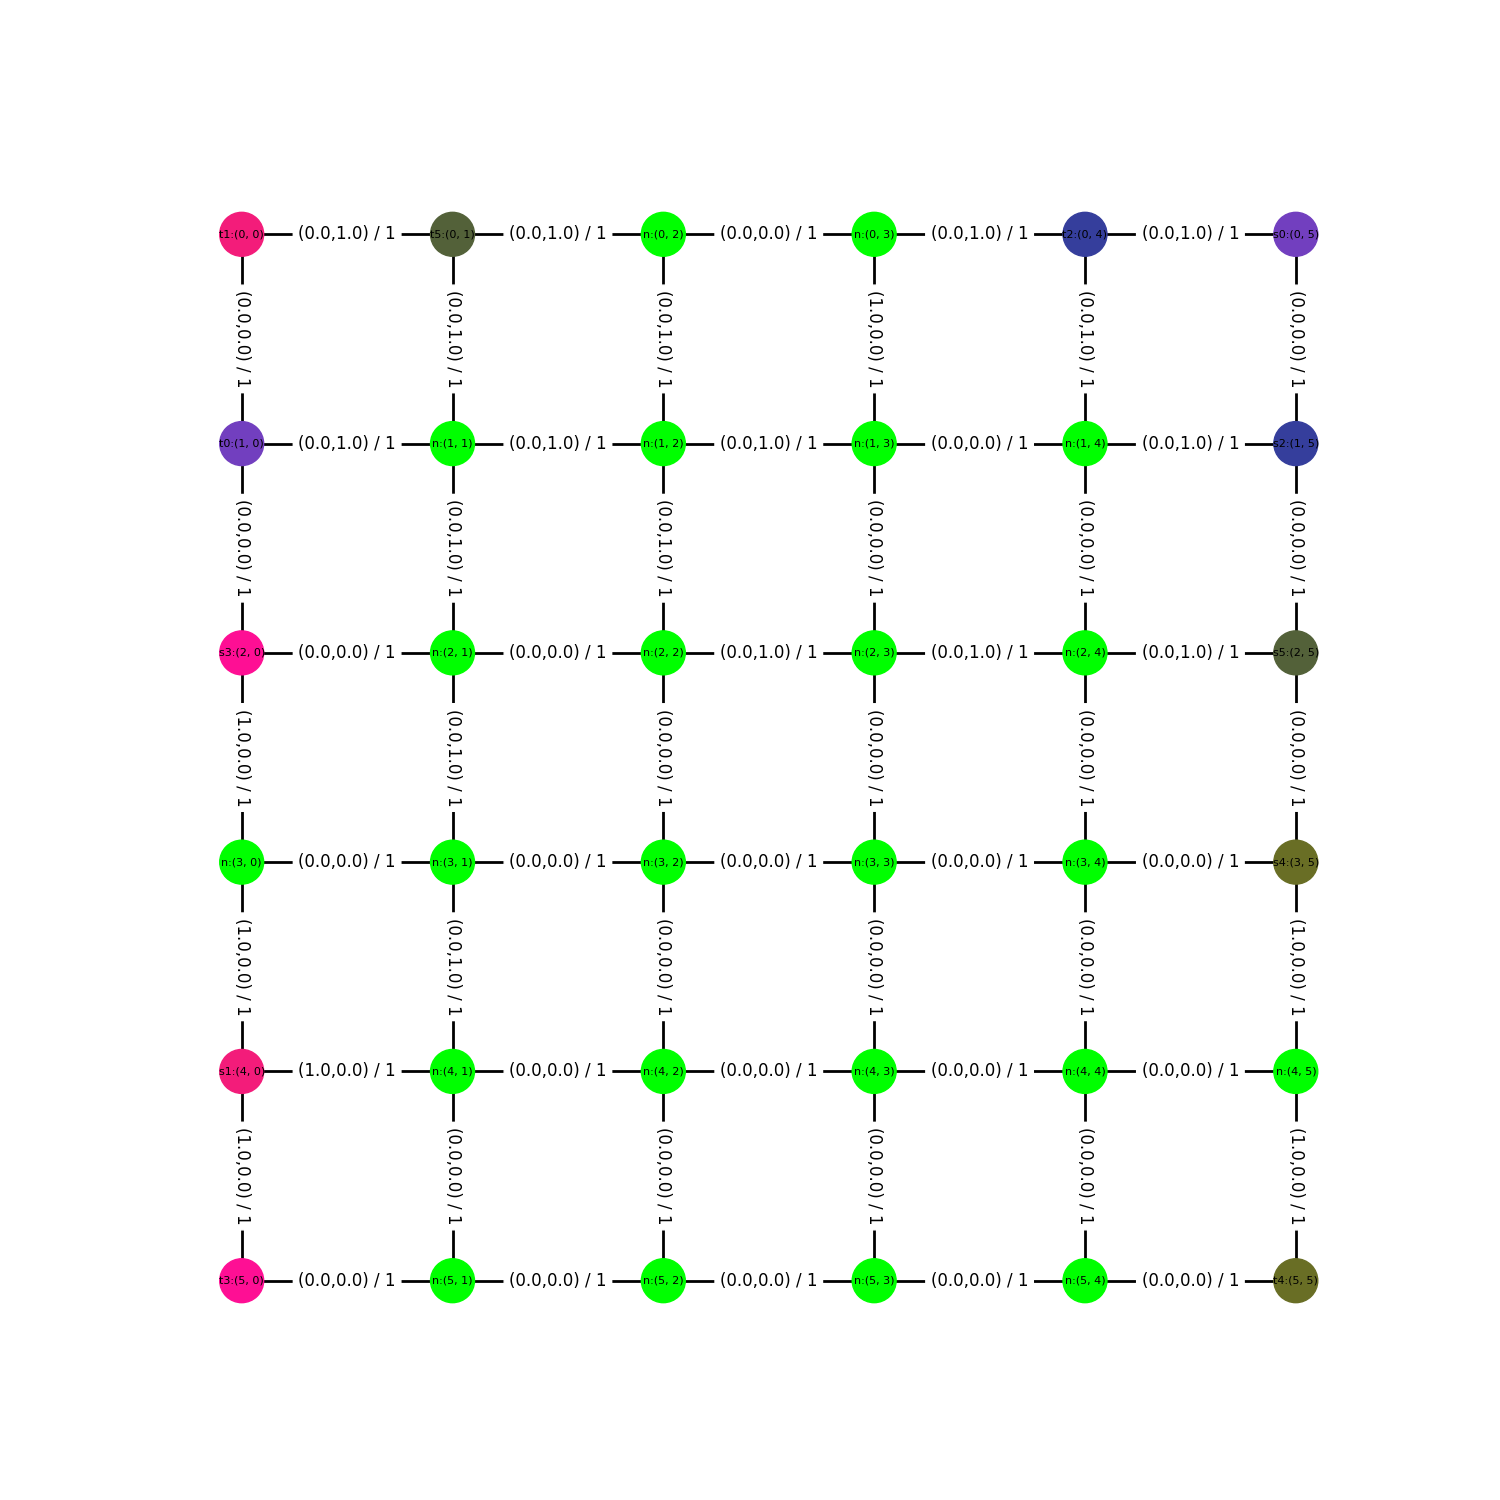 t1:(0, 0) (0.0,1.0) / 1 t5:(0, 1) (0.0,1.0) / 1 n:(0, 2) (0.0,0.0) / 1 n:(0, 3) (0.0,1.0) / 1 t2:(0, 4) (0.0,1.0) / 1 s0:(0, 5)
(0.0,0.0) / 1 (0.0,1.0) / 1 (0.0,1.0) / 1 (1.0,0.0) / 1 (0.0,1.0) / 1 (0.0,0.0) / 1
t0:(1, 0) (0.0,1.0) / 1 n:(1, 1) (0.0,1.0) / 1 n:(1, 2) (0.0,1.0) / 1 n:(1, 3) (0.0,0.0) / 1 n:(1, 4) (0.0,1.0) / 1 s2:(1, 5)
(0.0,0.0) / 1 (0.0,1.0) / 1 (0.0,1.0) / 1 (0.0,0.0) / 1 (0.0,0.0) / 1 (0.0,0.0) / 1
s3:(2, 0) (0.0,0.0) / 1 n:(2, 1) (0.0,0.0) / 1 n:(2, 2) (0.0,1.0) / 1 n:(2, 3) (0.0,1.0) / 1 n:(2, 4) (0.0,1.0) / 1 s5:(2, 5)
(1.0,0.0) / 1 (0.0,1.0) / 1 (0.0,0.0) / 1 (0.0,0.0) / 1 (0.0,0.0) / 1 (0.0,0.0) / 1
n:(3, 0) (0.0,0.0) / 1 n:(3, 1) (0.0,0.0) / 1 n:(3, 2) (0.0,0.0) / 1 n:(3, 3) (0.0,0.0) / 1 n:(3, 4) (0.0,0.0) / 1 s4:(3, 5)
(1.0,0.0) / 1 (0.0,1.0) / 1 (0.0,0.0) / 1 (0.0,0.0) / 1 (0.0,0.0) / 1 (1.0,0.0) / 1
s1:(4, 0) (1.0,0.0) / 1 n:(4, 1) (0.0,0.0) / 1 n:(4, 2) (0.0,0.0) / 1 n:(4, 3) (0.0,0.0) / 1 n:(4, 4) (0.0,0.0) / 1 n:(4, 5)
(1.0,0.0) / 1 (0.0,0.0) / 1 (0.0,0.0) / 1 (0.0,0.0) / 1 (0.0,0.0) / 1 (1.0,0.0) / 1
t3:(5, 0) (0.0,0.0) / 1 n:(5, 1) (0.0,0.0) / 1 n:(5, 2) (0.0,0.0) / 1 n:(5, 3) (0.0,0.0) / 1 n:(5, 4) (0.0,0.0) / 1 t4:(5, 5)